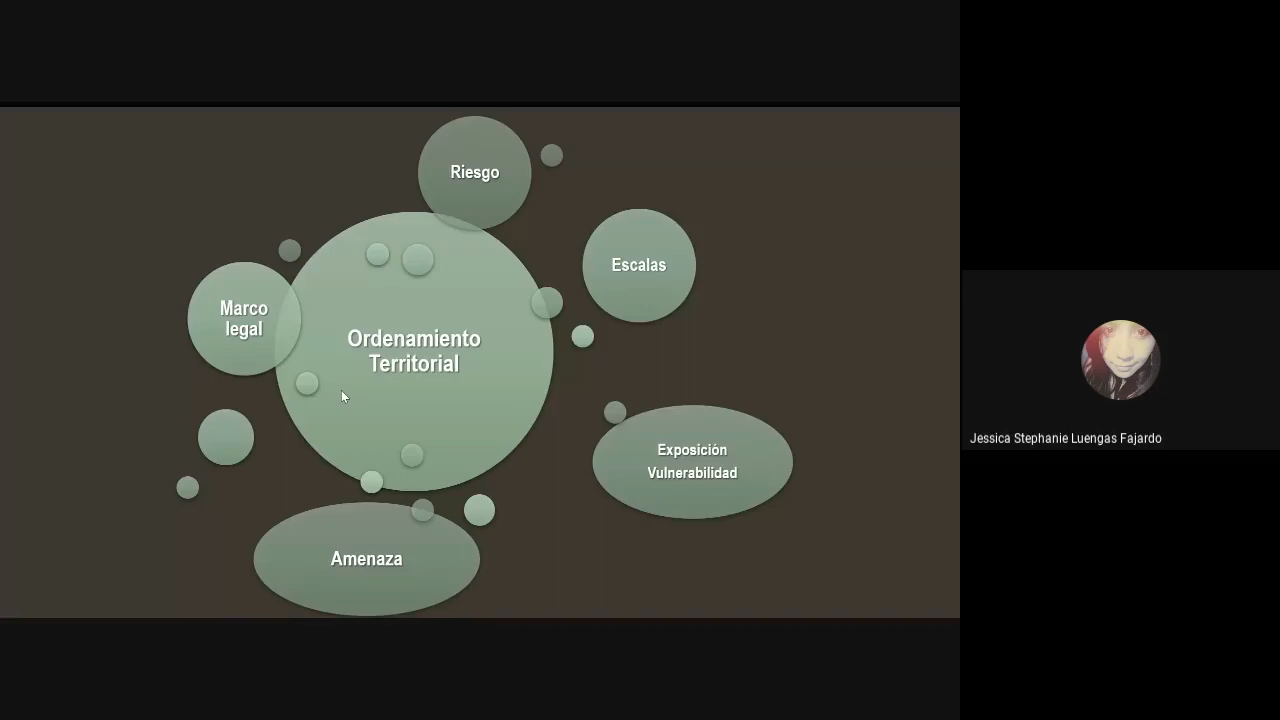 Riesgo
Escalas
Marco
legal
Ordenamiento
Territorial
Exposición
Vulnerabilidad
Amenaza
Jessica Stephanie Luengas Fajardo